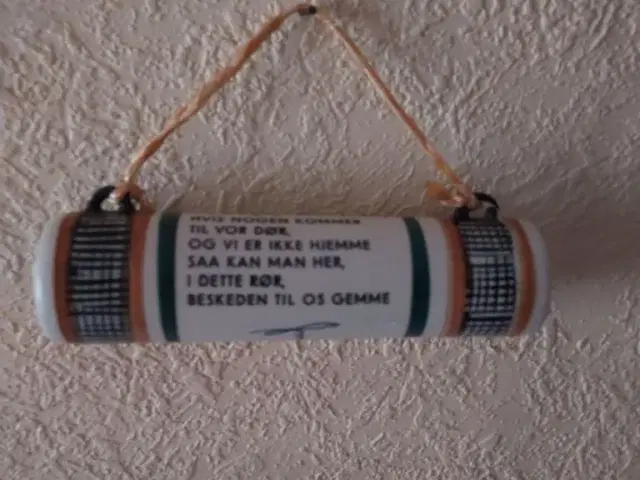 HVIS NOGEN KOMMER
TIL VOR DØR,
OG VI ER IKKE HJEMME
SAA KAN MAN HER,
I DETTE RØR,
BESKEDEN TIL OS GEMME